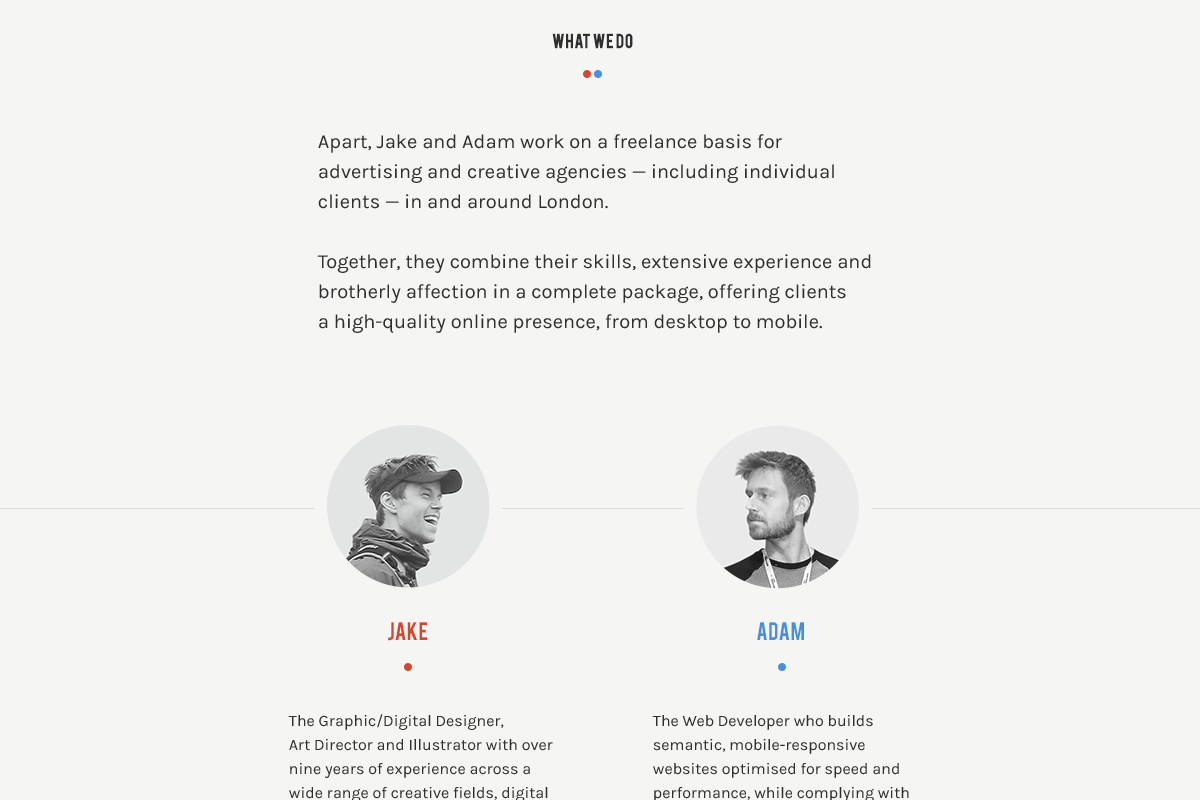 WHAT WE DO
Apart, Jake and Adam work on a freelance basis for
advertising and creative agencies — including individual
clients — in and around London.
Together, they combine their skills, extensive experience and
brotherly affection in a complete package, offering clients
a high-quality online presence, from desktop to mobile.
JAKE
The Graphic/Digital Designer,
Art Director and Illustrator with over
nine years of experience across a
wide range of creative fields, digital
ADAM
The Web Developer who builds
semantic, mobile-responsive
websites optimised for speed and
performance, while complying with